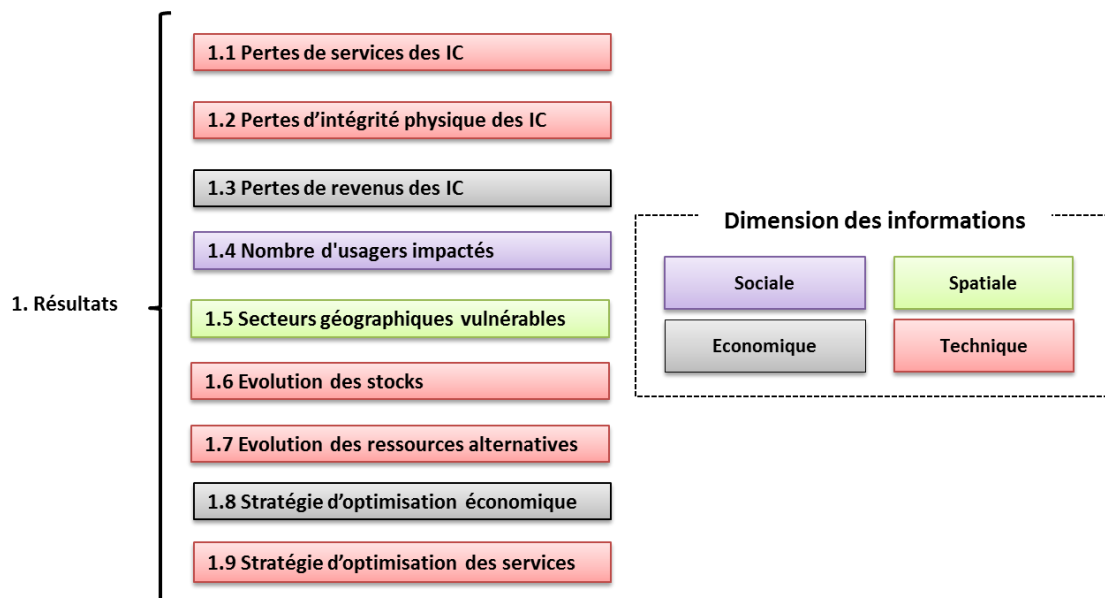 1. Résultats
1.1 Pertes de services des IC
1.2 Pertes d’intégrité physique des IC
1.3 Pertes de revenus des IC
1.4 Nombre d'usagers impactés
1.5 Secteurs géographiques vulnérables
1.6 Evolution des stocks
1.7 Evolution des ressources alternatives
1.8 Stratégie d’optimisation économique
1.9 Stratégie d’optimisation des services
Dimension des informations
Sociale
Spatiale
Economique
Technique